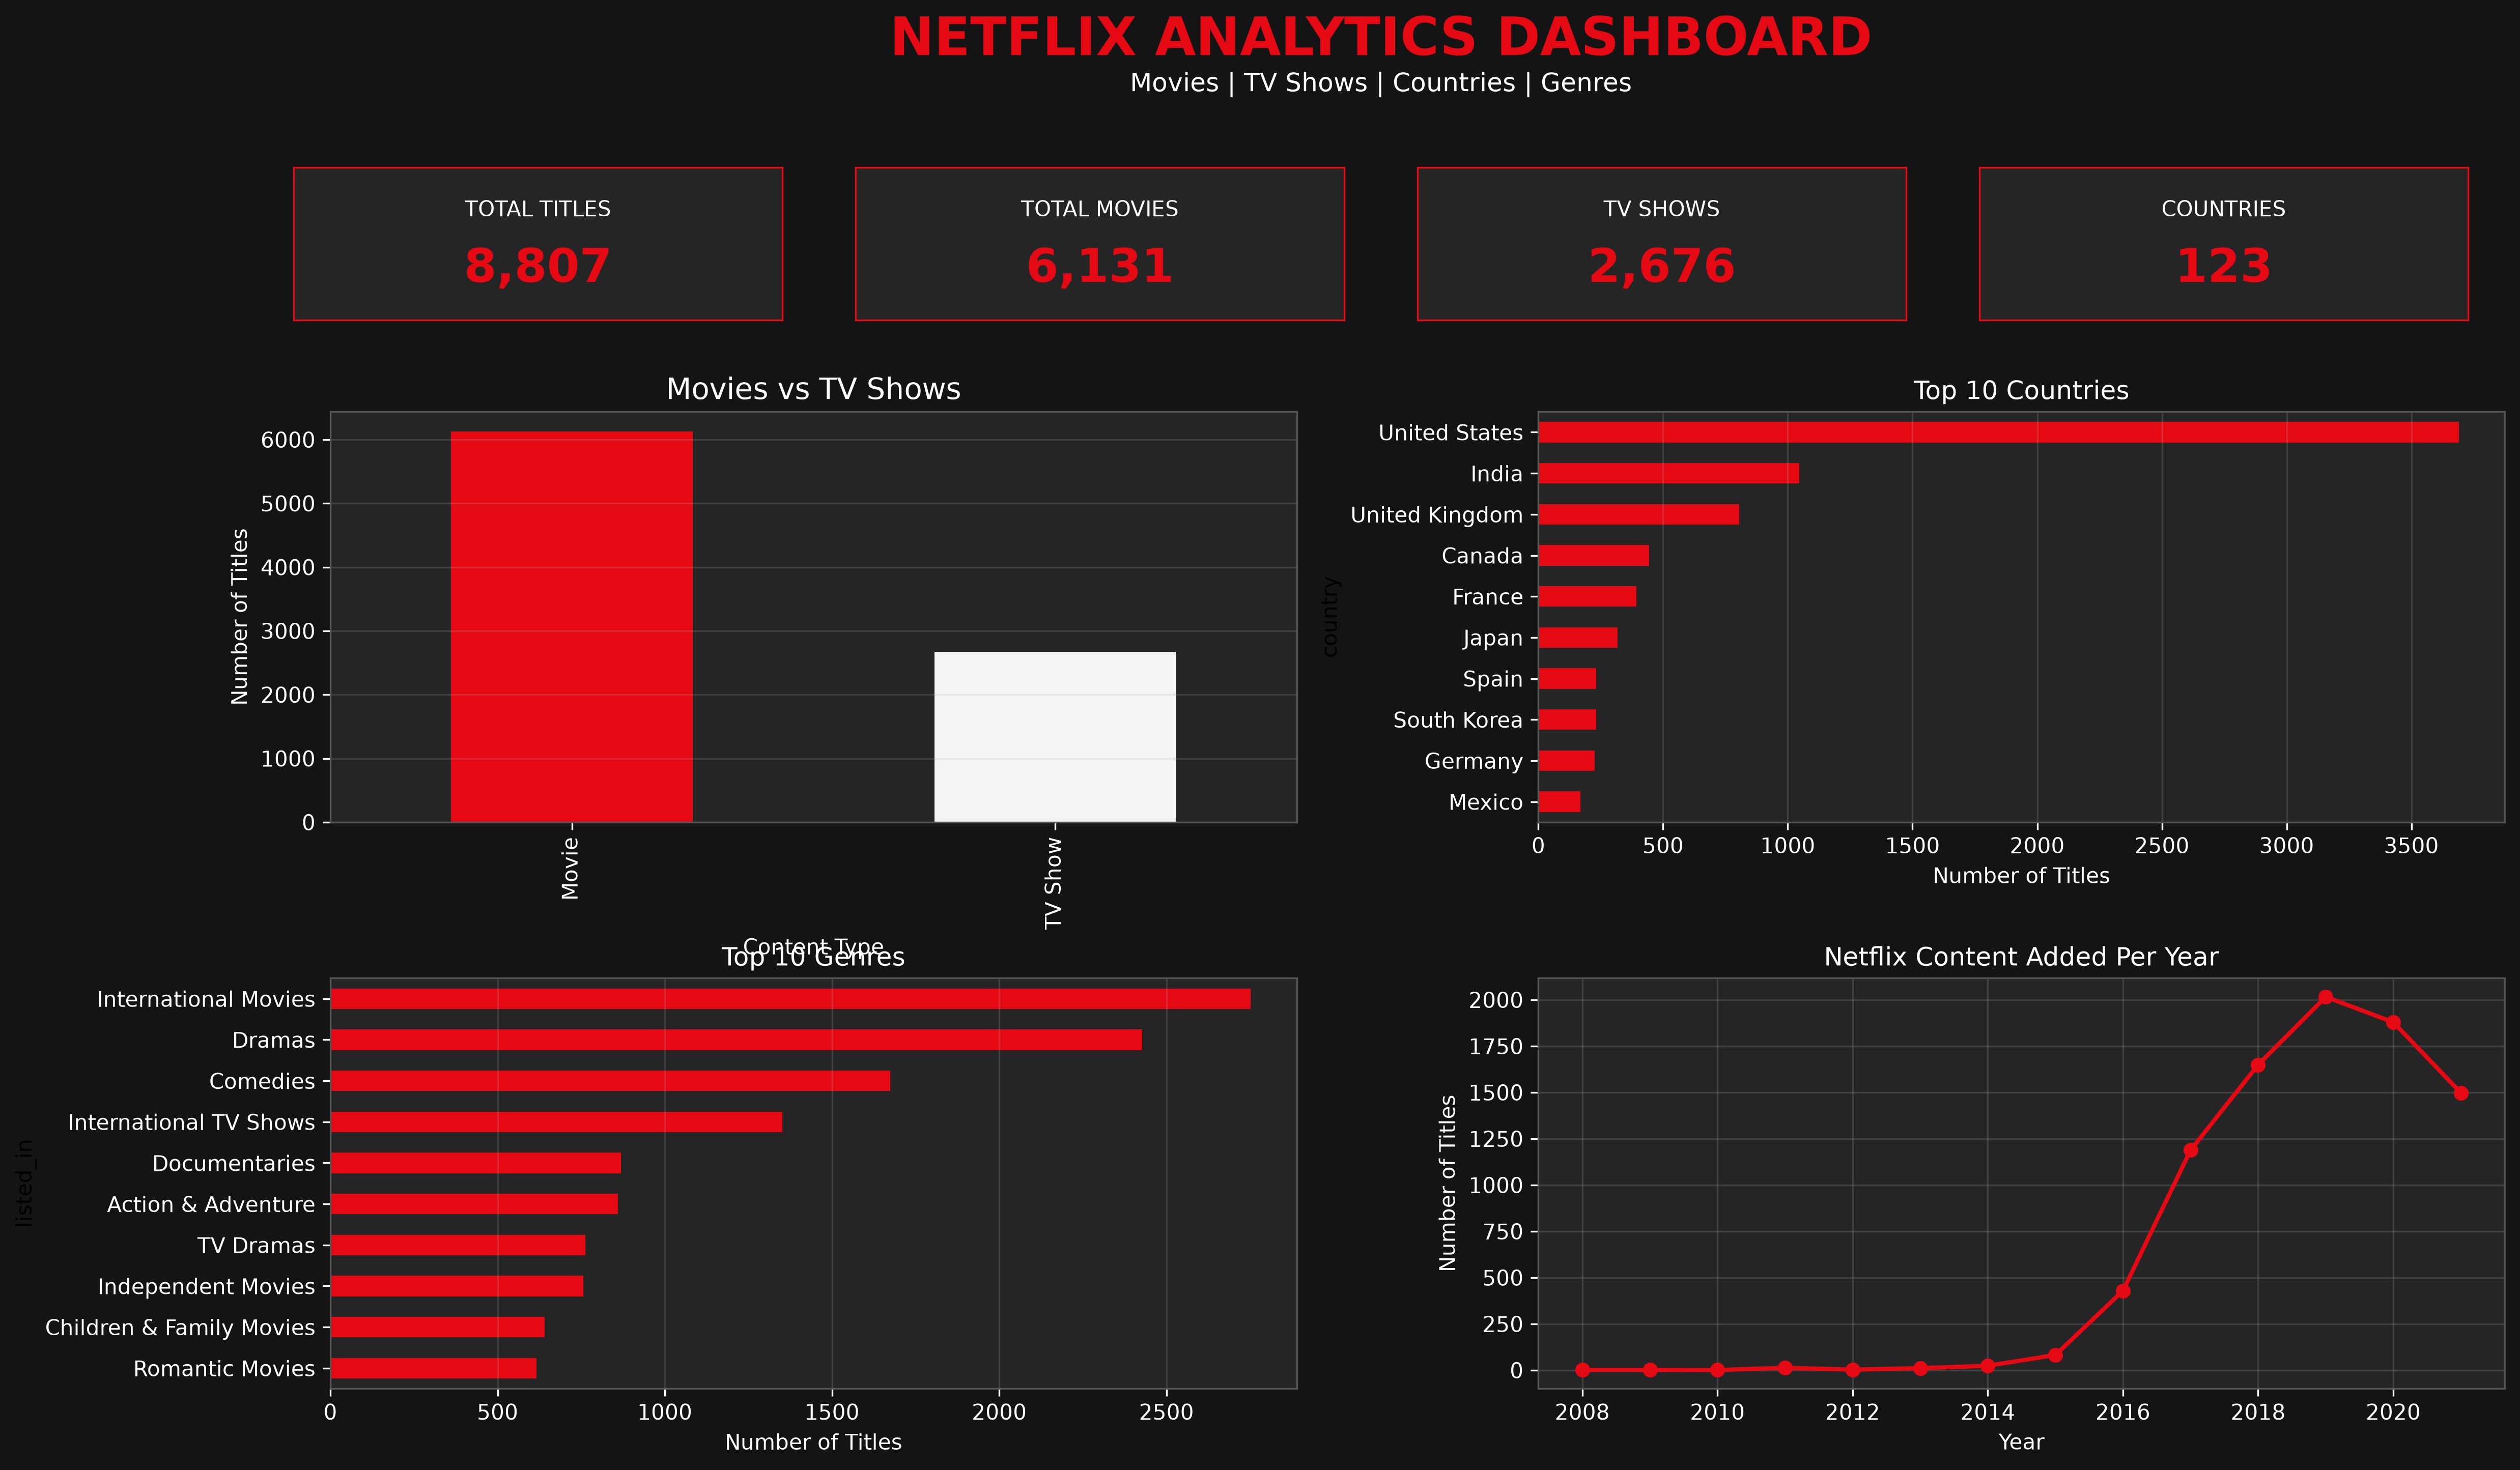 NETFLIX ANALYTICS DASHBOARD
Movies | TV Shows | Countries | Genres
TOTAL TITLES
8,807
TOTAL MOVIES
6,131
TV SHOWS
2,676
COUNTRIES
123
Movies vs TV Shows
Number of Titles
6000
5000
4000
3000
2000
1000
0
Movie
TV Show
Content Type
Top 10 Countries
country
United States
India
United Kingdom
Canada
France
Japan
Spain
South Korea
Germany
Mexico
0 500 1000 1500 2000 2500 3000 3500
Number of Titles
Top 10 Genres
listed_in
International Movies
Dramas
Comedies
International TV Shows
Documentaries
Action & Adventure
TV Dramas
Independent Movies
Children & Family Movies
Romantic Movies
0 500 1000 1500 2000 2500
Number of Titles
Netflix Content Added Per Year
Number of Titles
2000
1750
1500
1250
1000
750
500
250
0
2008 2010 2012 2014 2016 2018 2020
Year